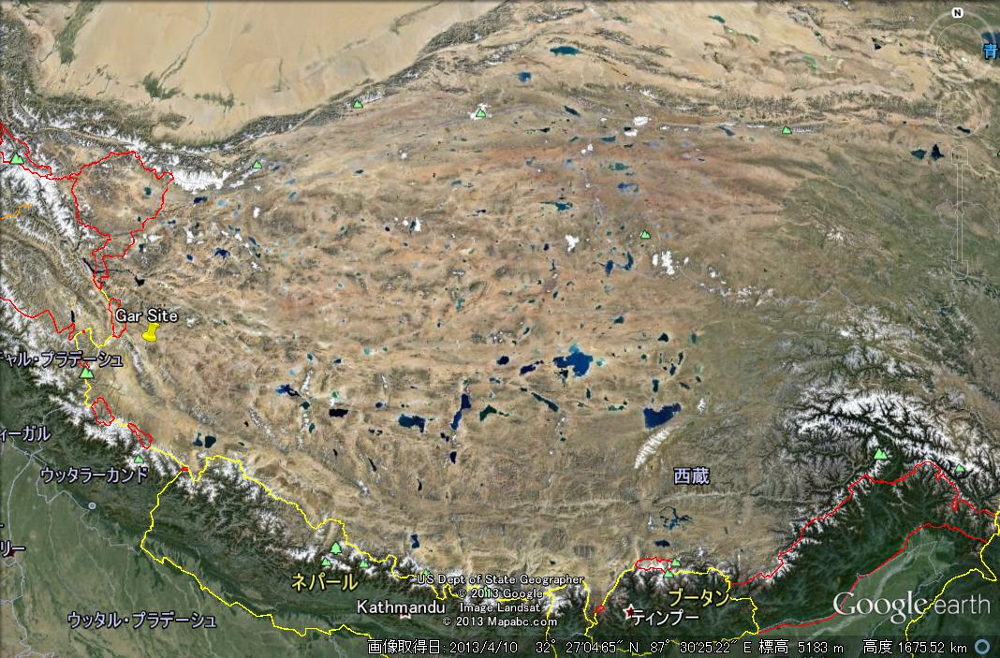 N
青
Gar Site
チャル・プラデーシュ
ィーガル
ウッタラーカンド
西蔵
リー
ネパール
US Dept of State Geographer
© 2013 Google
Image Landsat
© 2013 Mapabc.com
Kathmandu
ブータン
ティンプー
Google earth
ウッタル・プラデーシュ
画像取得日: 2013/4/10 32° 27'04.65" N 87° 30'25.22" E 標高 5183 m 高度 1675.52 km